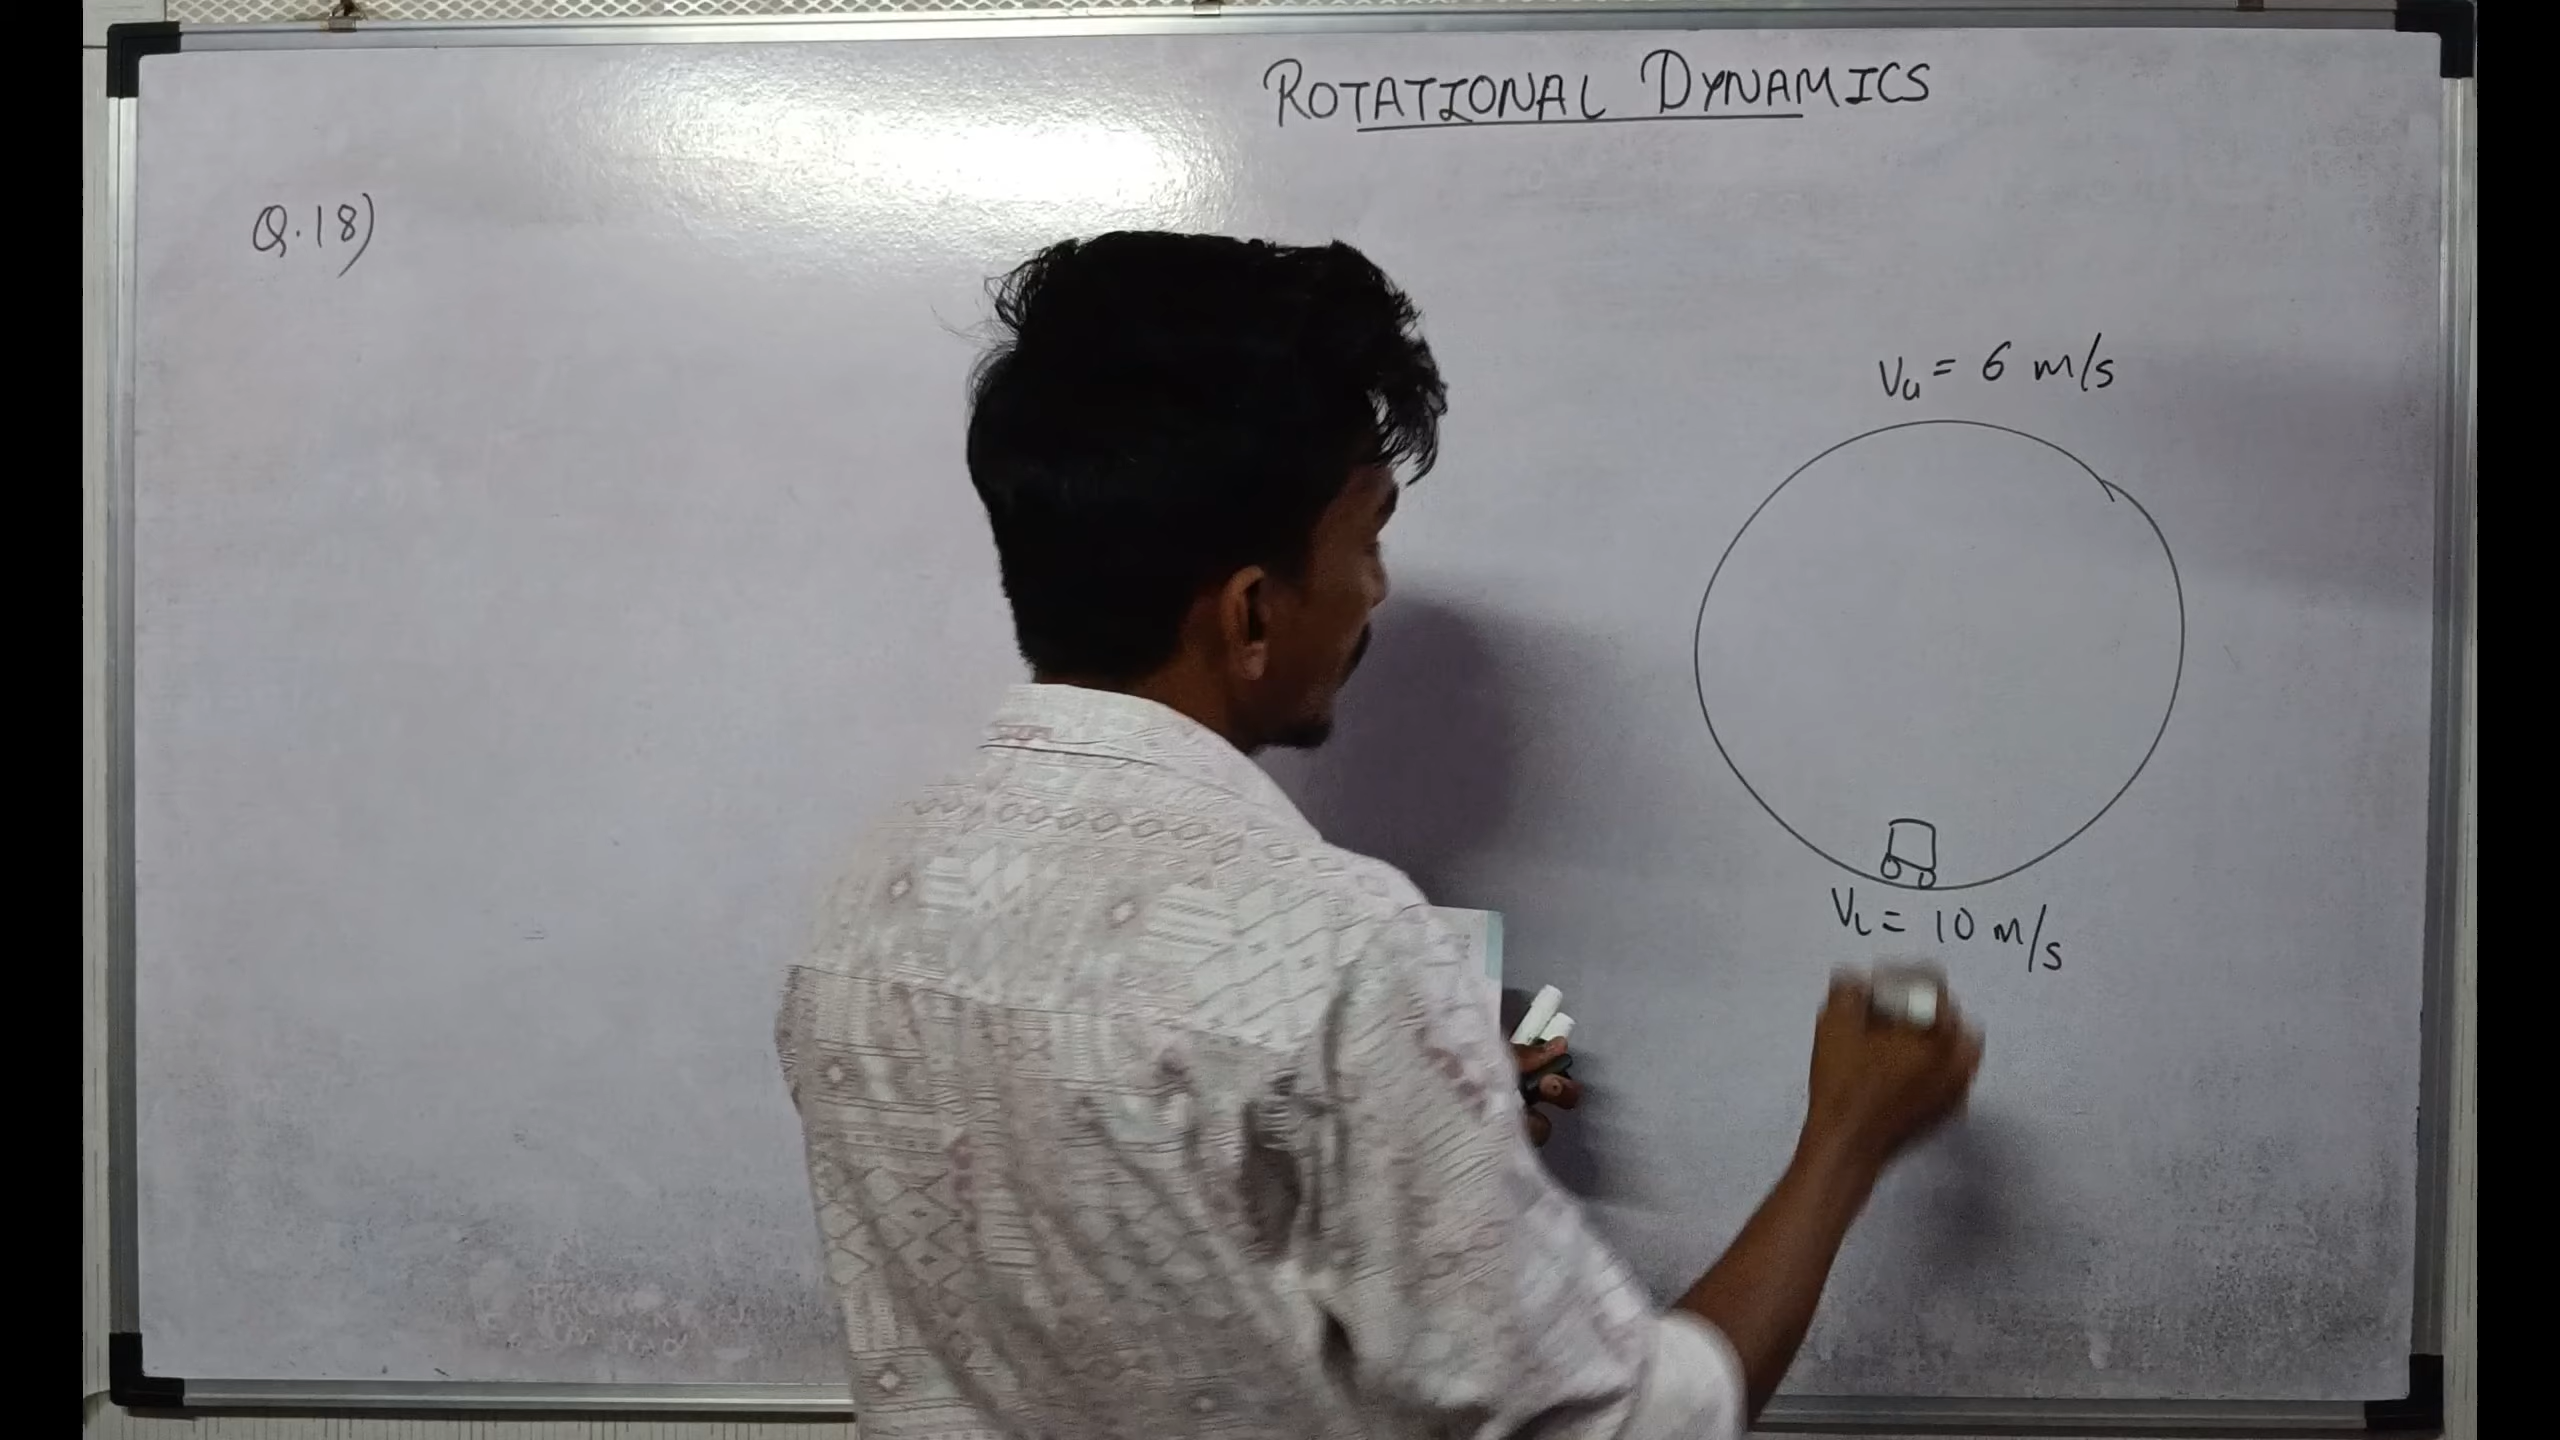 ROTATIONAL DYNAMICS
Q.18)
Vu = 6 m/s
VL = 10 m/s